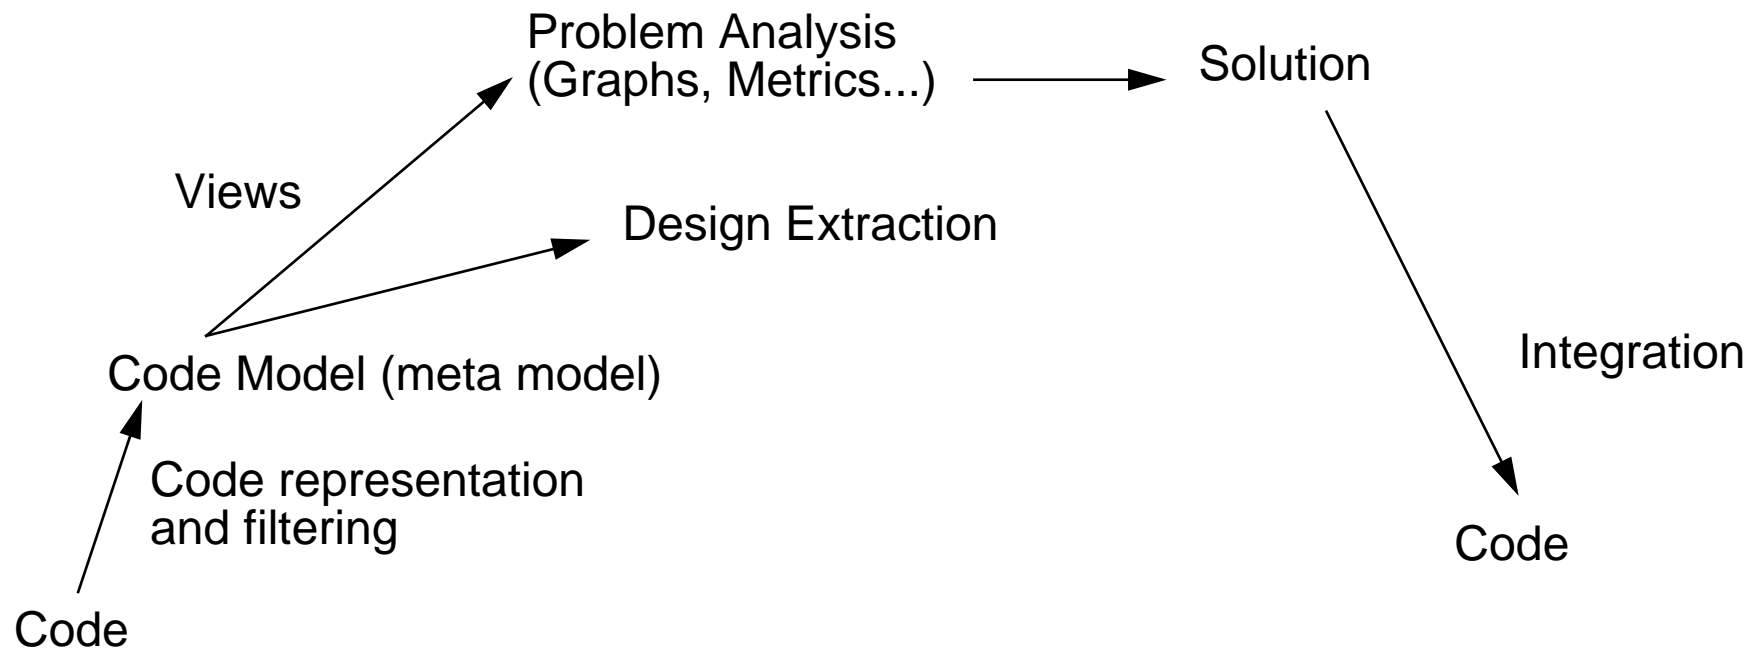 Problem Analysis
(Graphs, Metrics...)
Solution
Views
Design Extraction
Code Model (meta model)
Integration
Code representation
and filtering
Code
Code